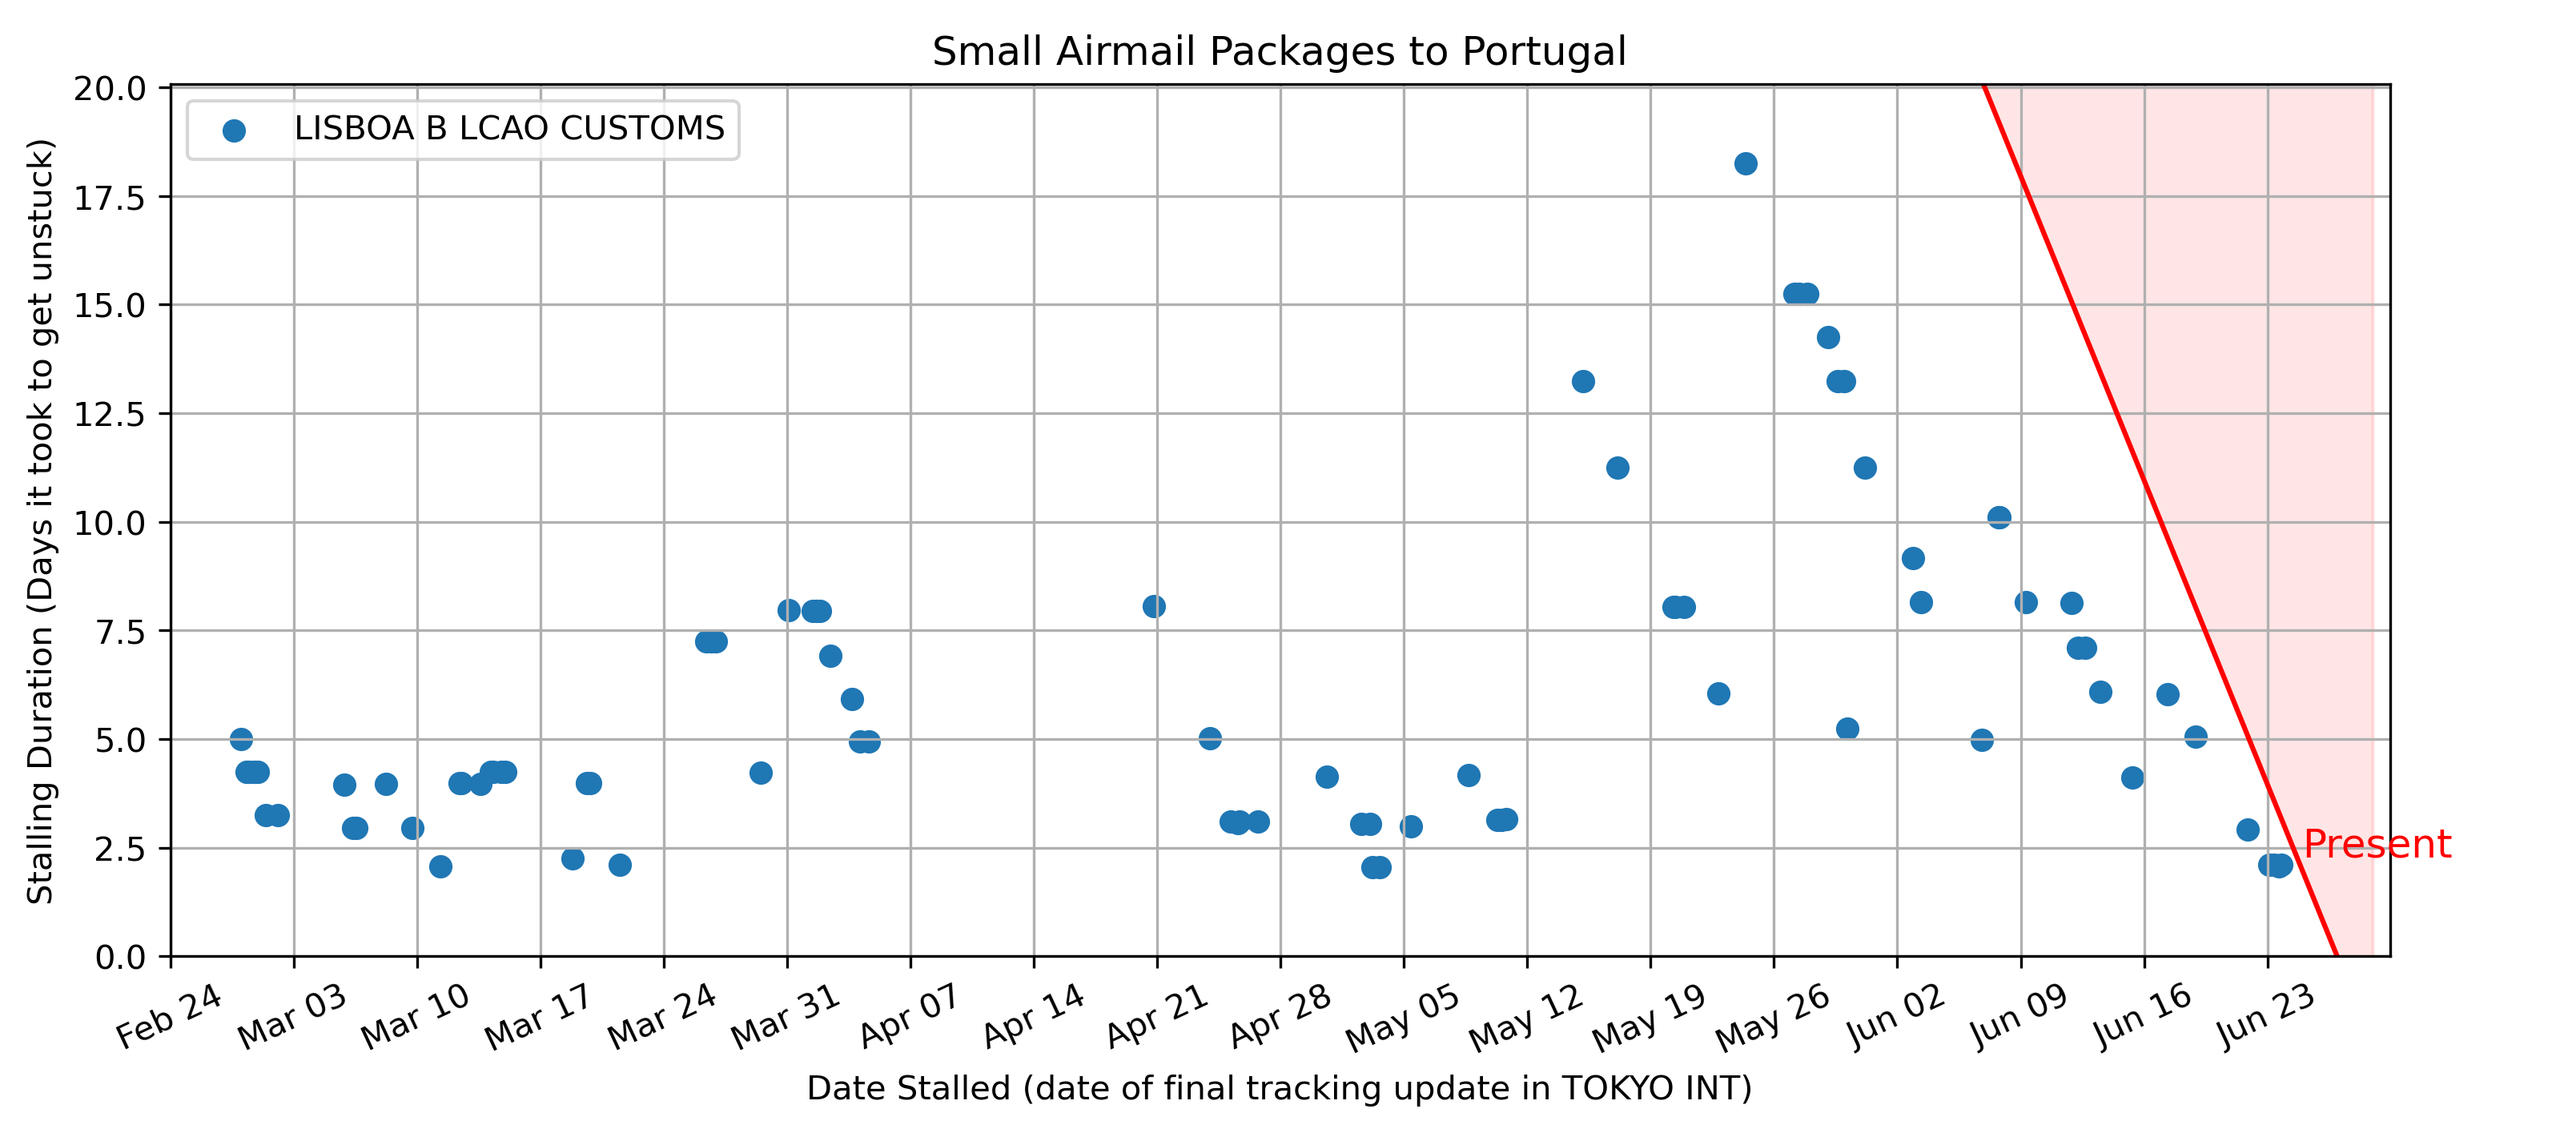 Small Airmail Packages to Portugal
20.0
17.5
15.0
12.5
10.0
7.5
5.0
2.5
0.0
Stalling Duration (Days it took to get unstuck)
LISBOA B LCAO CUSTOMS
Present
Feb 24
Mar 03
Mar 10
Mar 17
Mar 24
Mar 31
Apr 07
Apr 14
Apr 21
Apr 28
May 05
May 12
May 19
May 26
Jun 02
Jun 09
Jun 16
Jun 23
Date Stalled (date of final tracking update in TOKYO INT)